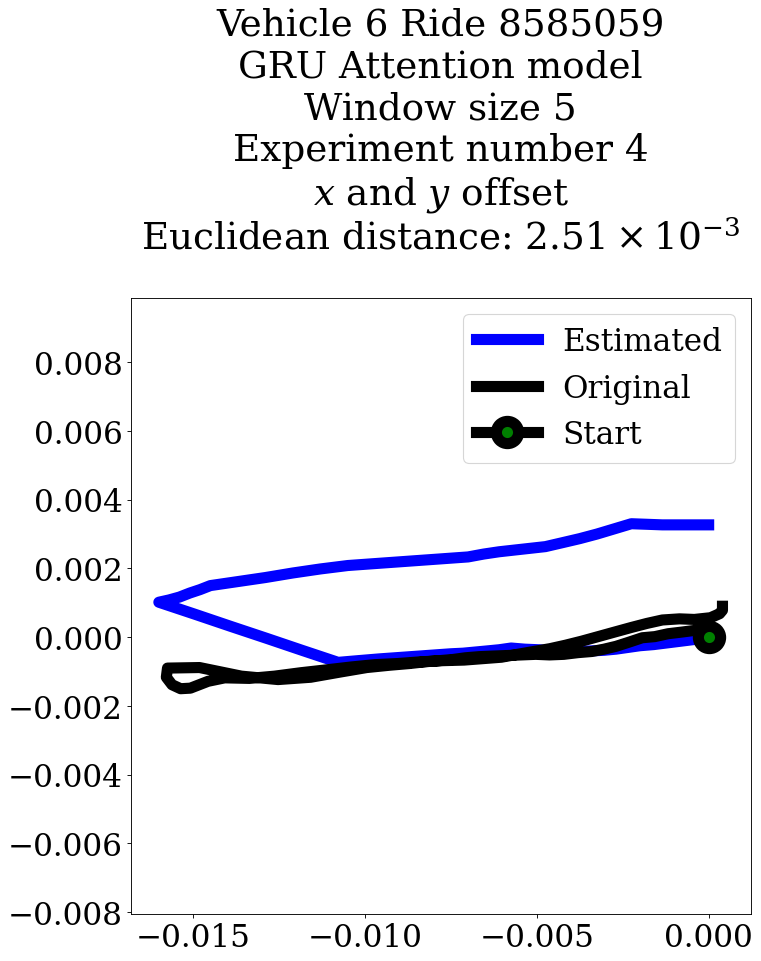 Vehicle 6 Ride 8585059
GRU Attention model
Window size 5
Experiment number 4
x and y offset
Euclidean distance: 2.51 × 10⁻³
Estimated
Original
Start
0.008
0.006
0.004
0.002
0.000
−0.002
−0.004
−0.006
−0.008
−0.015 −0.010 −0.005 0.000